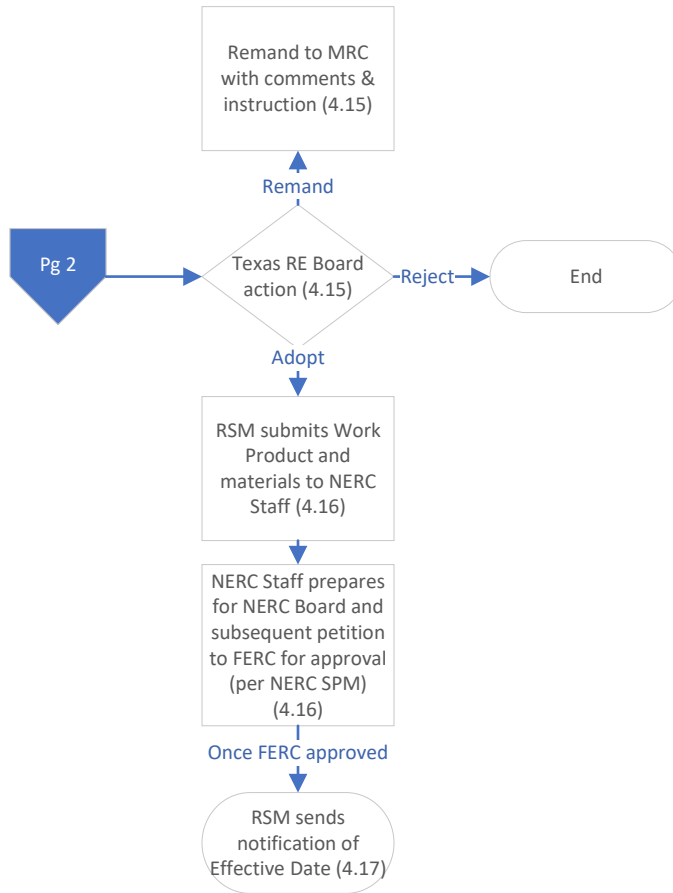 Remand to MRC
with comments &
instruction (4.15)
Remand
Pg 2
Texas RE Board
action (4.15)
Reject
End
Adopt
RSM submits Work
Product and
materials to NERC
Staff (4.16)
NERC Staff prepares
for NERC Board and
subsequent petition
to FERC for approval
(per NERC SPM)
(4.16)
Once FERC approved
RSM sends
notification of
Effective Date (4.17)